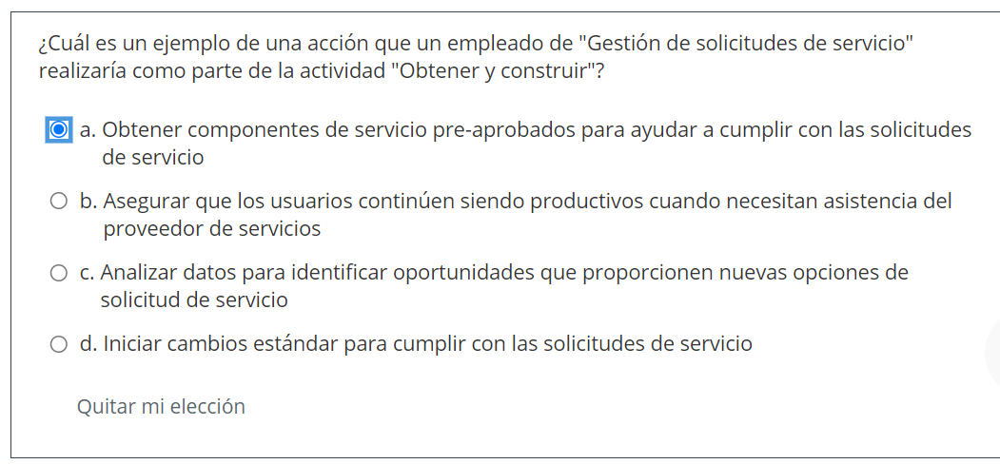 ¿Cuál es un ejemplo de una acción que un empleado de "Gestión de solicitudes de servicio"
realizaría como parte de la actividad "Obtener y construir"?
a. Obtener componentes de servicio pre-aprobados para ayudar a cumplir con las solicitudes
de servicio
b. Asegurar que los usuarios continúen siendo productivos cuando necesitan asistencia del
proveedor de servicios
c. Analizar datos para identificar oportunidades que proporcionen nuevas opciones de
solicitud de servicio
d. Iniciar cambios estándar para cumplir con las solicitudes de servicio
Quitar mi elección